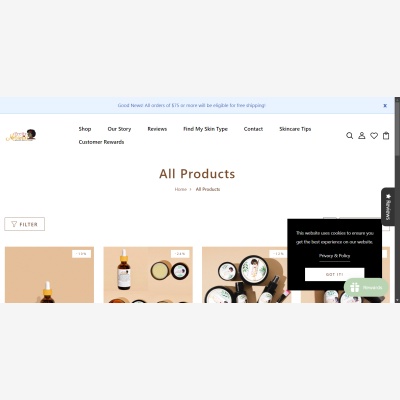 Good News! All orders of $75 or more will be eligible for free shipping!
x
Shop
Our Story
Reviews
Find My Skin Type
Contact
Skincare Tips
Customer Rewards
All Products
Home > All Products
FILTER
Reviews
This website uses cookies to ensure you
get the best experience on our website.
Privacy & Policy
GOT IT!
Rewards